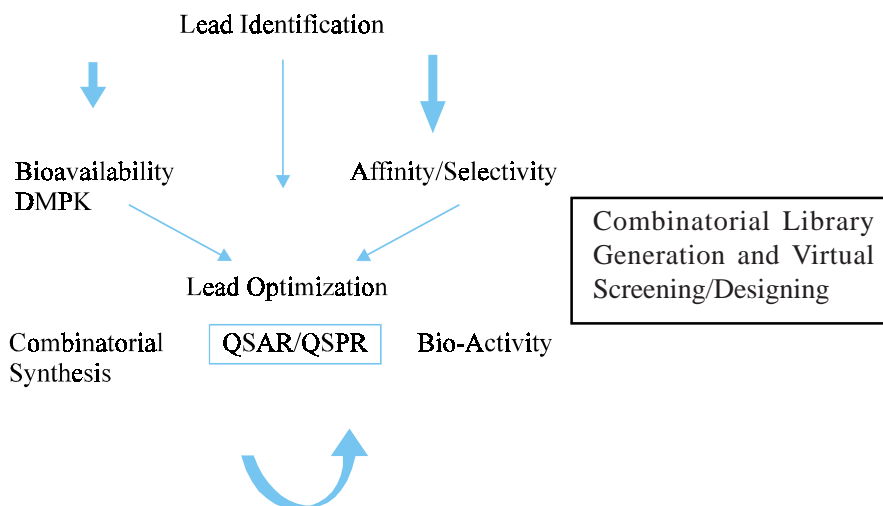 Lead Identification
Bioavailability
DMPK
Affinity/Selectivity
Combinatorial Library
Generation and Virtual
Screening/Designing
Lead Optimization
Combinatorial
Synthesis
QSAR/QSPR
Bio-Activity